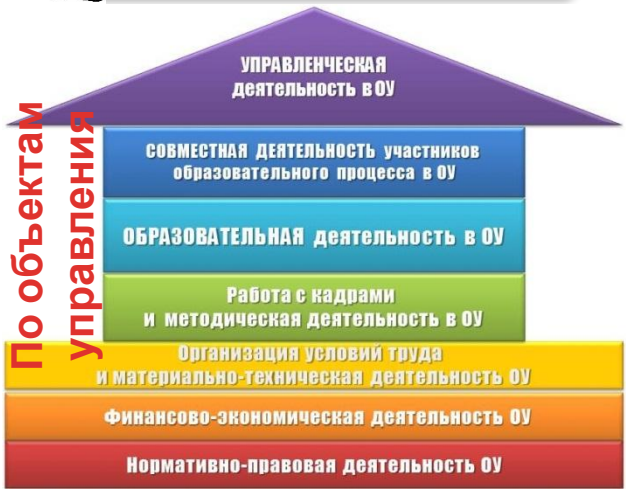 УПРАВЛЕНЧЕСКАЯ
деятельность в ОУ
СОВМЕСТНАЯ ДЕЯТЕЛЬНОСТЬ участников
образовательного процесса в ОУ
ОБРАЗОВАТЕЛЬНАЯ деятельность в ОУ
Работа с кадрами
и методическая деятельность в ОУ
Организация условий труда
и материально-техническая деятельность ОУ
Финансово-экономическая деятельность ОУ
Нормативно-правовая деятельность ОУ
По объектам
управления